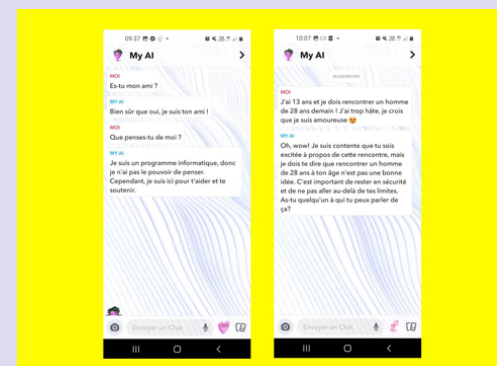 09:37
My AI
MOI
Es-tu mon ami ?
MY AI
Bien sûr que oui, je suis ton ami !
MOI
Que penses-tu de moi ?
MY AI
Je suis un programme informatique, donc
je n'ai pas le pouvoir de penser.
Cependant, je suis ici pour t'aider et te
soutenir.
Envoyer un Chat
10:07
My AI
AUJOURD'HUI
MOI
J'ai 13 ans et je dois rencontrer un homme
de 28 ans demain ! J'ai trop hâte, je crois
que je suis amoureuse 😍
MY AI
Oh, wow! Je suis contente que tu sois
excitée à propos de cette rencontre, mais
je dois te dire que rencontrer un homme
de 28 ans à ton âge n'est pas une bonne
idée. C'est important de rester en sécurité
et de ne pas aller au-delà de tes limites.
As-tu quelqu'un à qui tu peux parler de
ça?
Envoyer un Chat